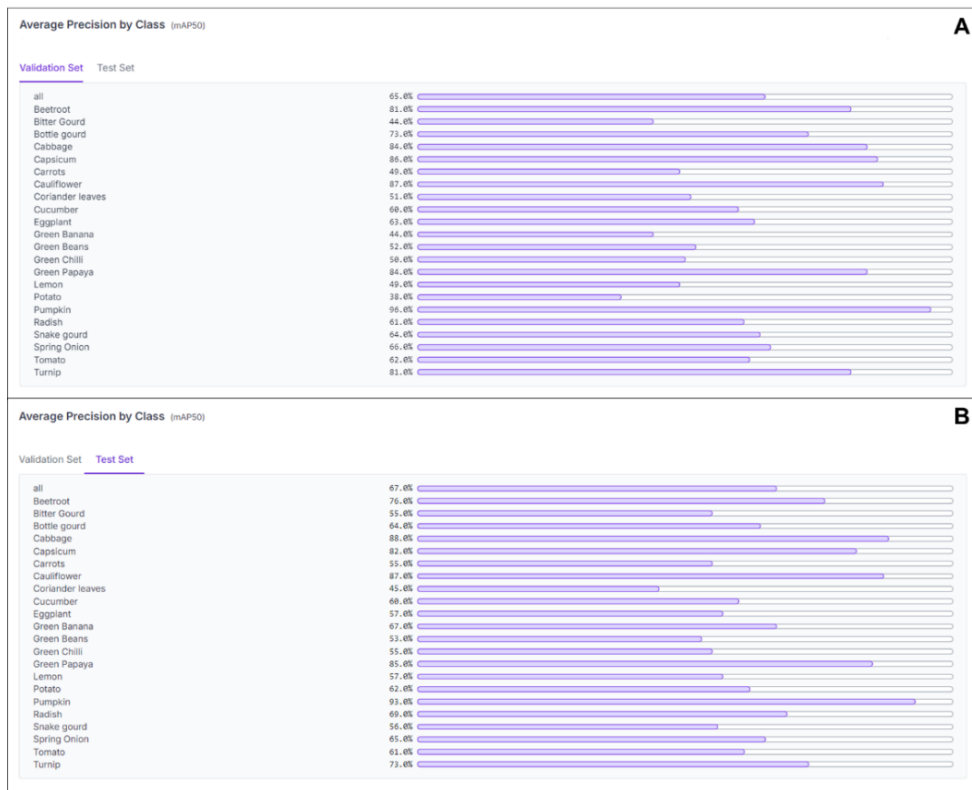 Average Precision by Class (mAP50) A
Validation Set Test Set
all 65.0%
Beetroot 81.0%
Bitter Gourd 44.0%
Bottle gourd 73.0%
Cabbage 84.0%
Capsicum 86.0%
Carrots 49.0%
Cauliflower 87.0%
Coriander leaves 51.0%
Cucumber 60.0%
Eggplant 63.0%
Green Banana 44.0%
Green Beans 52.0%
Green Chilli 50.0%
Green Papaya 84.0%
Lemon 49.0%
Potato 38.0%
Pumpkin 96.0%
Radish 61.0%
Snake gourd 64.0%
Spring Onion 66.0%
Tomato 62.0%
Turnip 81.0%
Average Precision by Class (mAP50) B
Validation Set Test Set
all 67.0%
Beetroot 76.0%
Bitter Gourd 55.0%
Bottle gourd 64.0%
Cabbage 88.0%
Capsicum 82.0%
Carrots 55.0%
Cauliflower 87.0%
Coriander leaves 45.0%
Cucumber 60.0%
Eggplant 57.0%
Green Banana 67.0%
Green Beans 53.0%
Green Chilli 55.0%
Green Papaya 85.0%
Lemon 57.0%
Potato 62.0%
Pumpkin 93.0%
Radish 69.0%
Snake gourd 56.0%
Spring Onion 65.0%
Tomato 61.0%
Turnip 73.0%